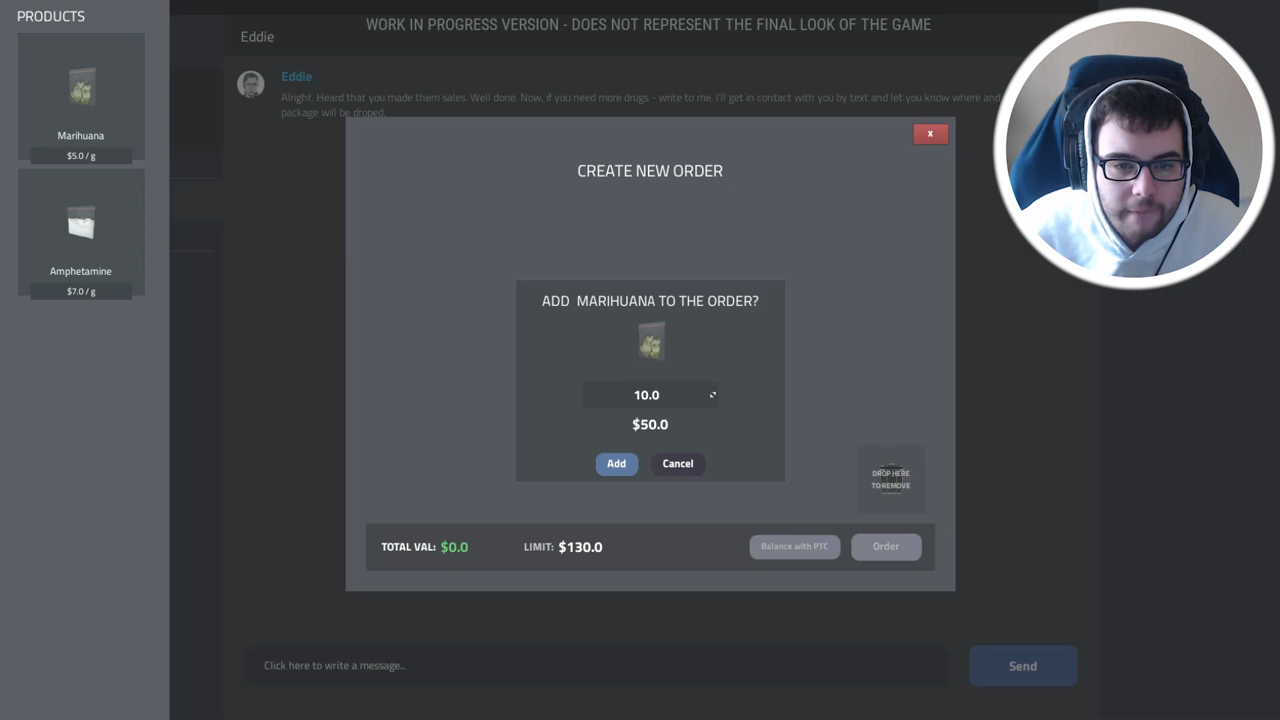 PRODUCTS
Marihuana
$5.0 / g
Amphetamine
$7.0 / g
WORK IN PROGRESS VERSION - DOES NOT REPRESENT THE FINAL LOOK OF THE GAME
Eddie
Eddie
Alright. Heard that you made them sales. Well done. Now, if you need more drugs - write to me. I'll get in contact with you by text and let you know where and
package will be droped.
x
CREATE NEW ORDER
ADD MARIHUANA TO THE ORDER?
10.0
$50.0
Add
Cancel
DROP HERE
TO REMOVE
TOTAL VAL: $0.0
LIMIT: $130.0
Balance with PTC
Order
Click here to write a message...
Send